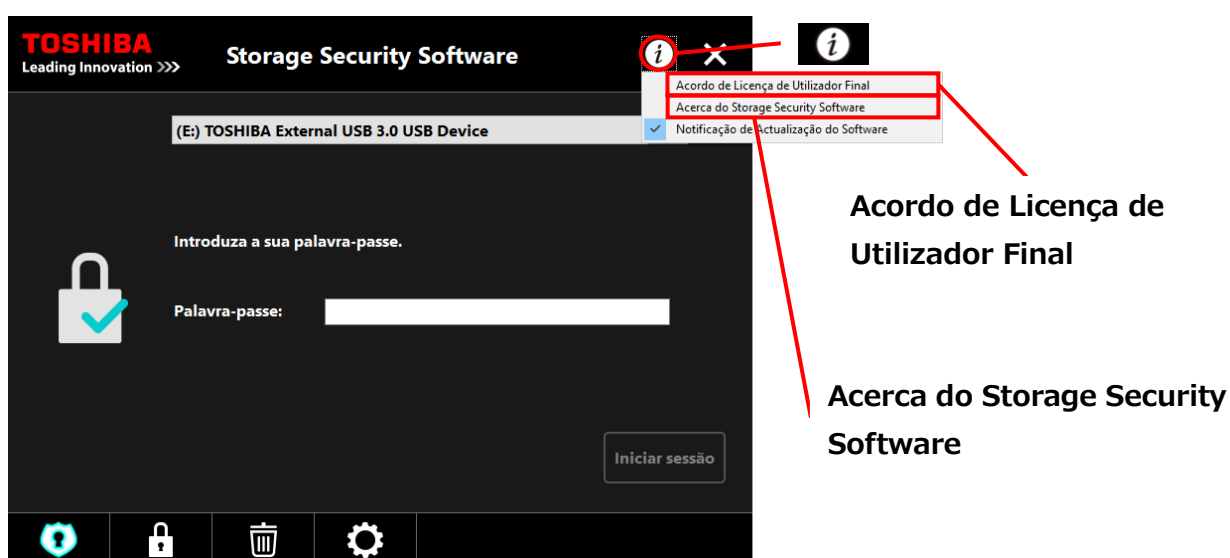 TOSHIBA
Leading Innovation >>>
Storage Security Software
Acordo de Licença de Utilizador Final
Acerca do Storage Security Software
Notificação de Actualização do Software
(E:) TOSHIBA External USB 3.0 USB Device
Introduza a sua palavra-passe.
Palavra-passe:
Iniciar sessão
Acordo de Licença de
Utilizador Final
Acerca do Storage Security
Software